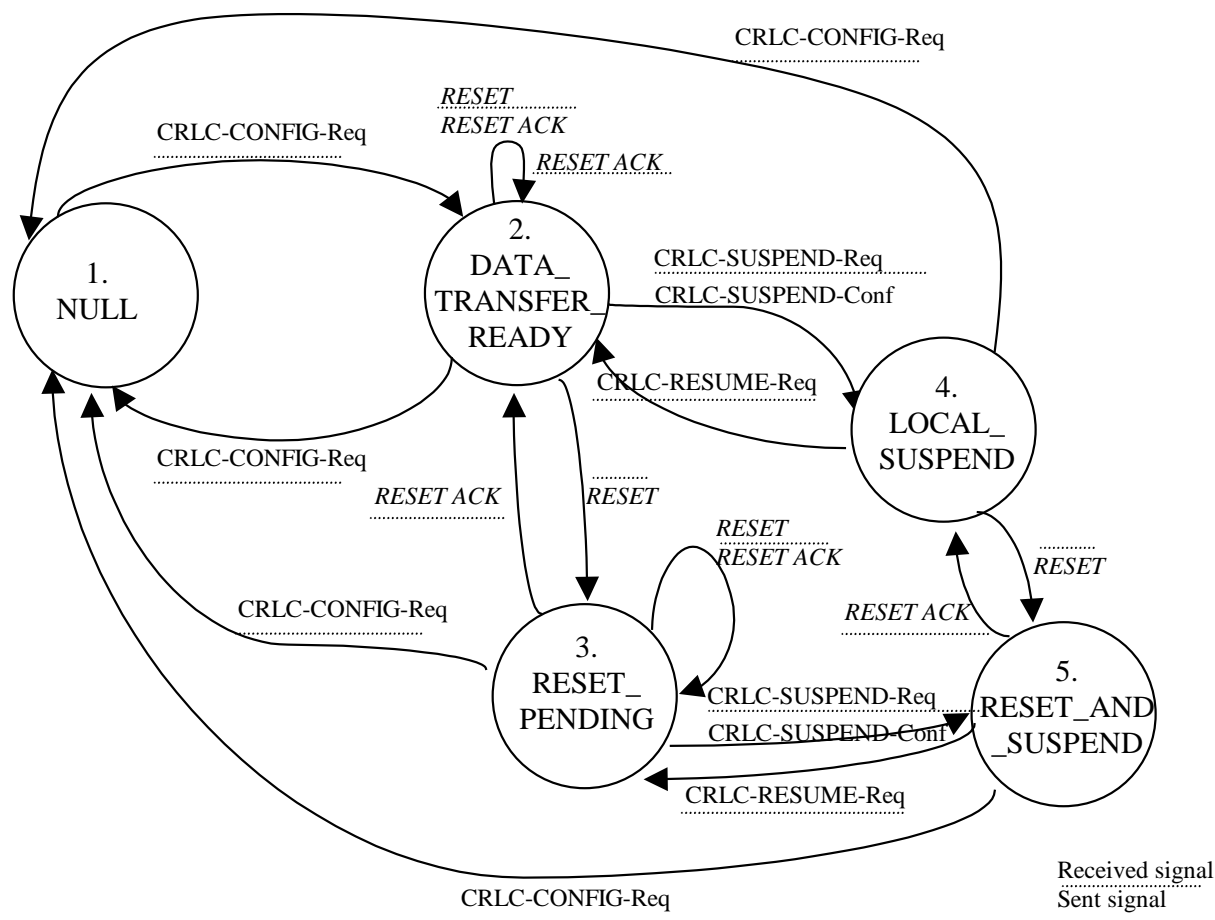 CRLC-CONFIG-Req
RESET
RESET ACK
CRLC-CONFIG-Req
RESET ACK
1.
NULL
2.
DATA_
TRANSFER_
READY
CRLC-SUSPEND-Req
CRLC-SUSPEND-Conf
CRLC-RESUME-Req
4.
LOCAL_
SUSPEND
CRLC-CONFIG-Req
RESET ACK
RESET
RESET
RESET ACK
RESET
CRLC-CONFIG-Req
RESET ACK
3.
RESET_
PENDING
CRLC-SUSPEND-Req
CRLC-SUSPEND-Conf
5.
RESET_AND
_SUSPEND
CRLC-RESUME-Req
CRLC-CONFIG-Req
Received signal
Sent signal